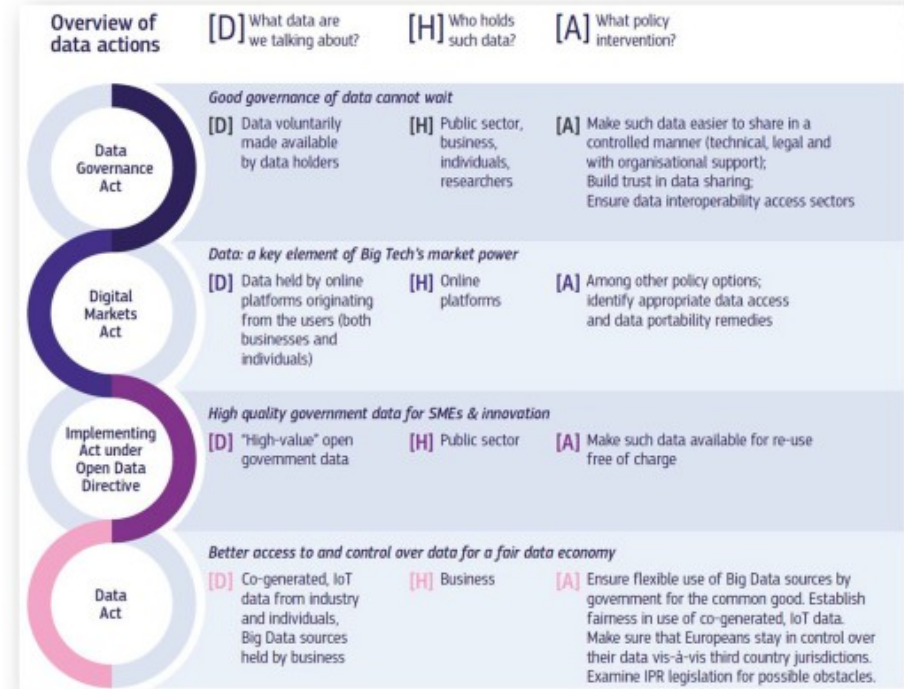 Overview of
data actions
[D] What data are
we talking about?
[H] Who holds
such data?
[A] What policy
intervention?
Data
Governance
Act
Good governance of data cannot wait
[D] Data voluntarily
made available
by data holders
[H] Public sector,
business,
individuals,
researchers
[A] Make such data easier to share in a
controlled manner (technical, legal and
with organisational support);
Build trust in data sharing;
Ensure data interoperability access sectors
Digital
Markets
Act
Data: a key element of Big Tech's market power
[D] Data held by online
platforms originating
from the users (both
businesses and
individuals)
[H] Online
platforms
[A] Among other policy options;
identify appropriate data access
and data portability remedies
Implementing
Act under
Open Data
Directive
High quality government data for SMEs & innovation
[D] "High-value" open
government data
[H] Public sector
[A] Make such data available for re-use
free of charge
Data
Act
Better access to and control over data for a fair data economy
[D] Co-generated, IoT
data from industry
and individuals,
Big Data sources
held by business
[H] Business
[A] Ensure flexible use of Big Data sources by
government for the common good. Establish
fairness in use of co-generated, IoT data.
Make sure that Europeans stay in control over
their data vis-à-vis third country jurisdictions.
Examine IPR legislation for possible obstacles.